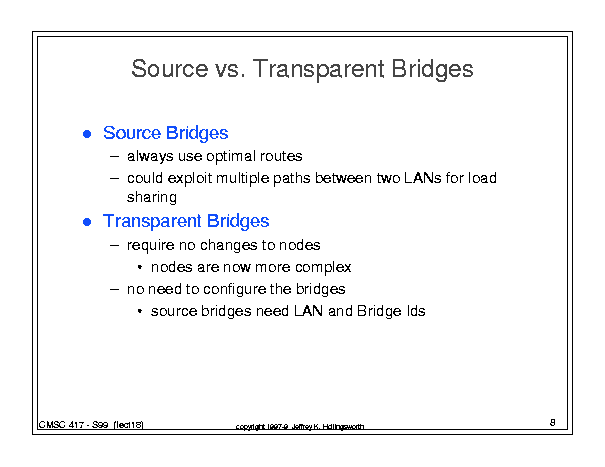 Source vs. Transparent Bridges
● Source Bridges
– always use optimal routes
– could exploit multiple paths between two LANs for load
sharing
● Transparent Bridges
– require no changes to nodes
• nodes are now more complex
– no need to configure the bridges
• source bridges need LAN and Bridge Ids
CMSC 417 - S99 (lect18)
copyright 1997-9 Jeffrey K. Hollingsworth
8